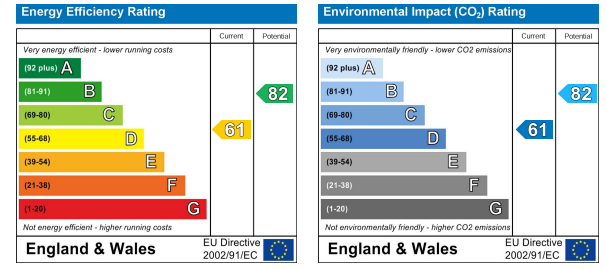 Energy Efficiency Rating
Current
Potential
Very energy efficient - lower running costs
(92 plus) A
(81-91) B
(69-80) C
(55-68) D
(39-54) E
(21-38) F
(1-20) G
61
82
Not energy efficient - higher running costs
England & Wales
EU Directive
2002/91/EC
Environmental Impact (CO₂) Rating
Current
Potential
Very environmentally friendly - lower CO2 emissions
(92 plus) A
(81-91) B
(69-80) C
(55-68) D
(39-54) E
(21-38) F
(1-20) G
61
82
Not environmentally friendly - higher CO2 emissions
England & Wales
EU Directive
2002/91/EC